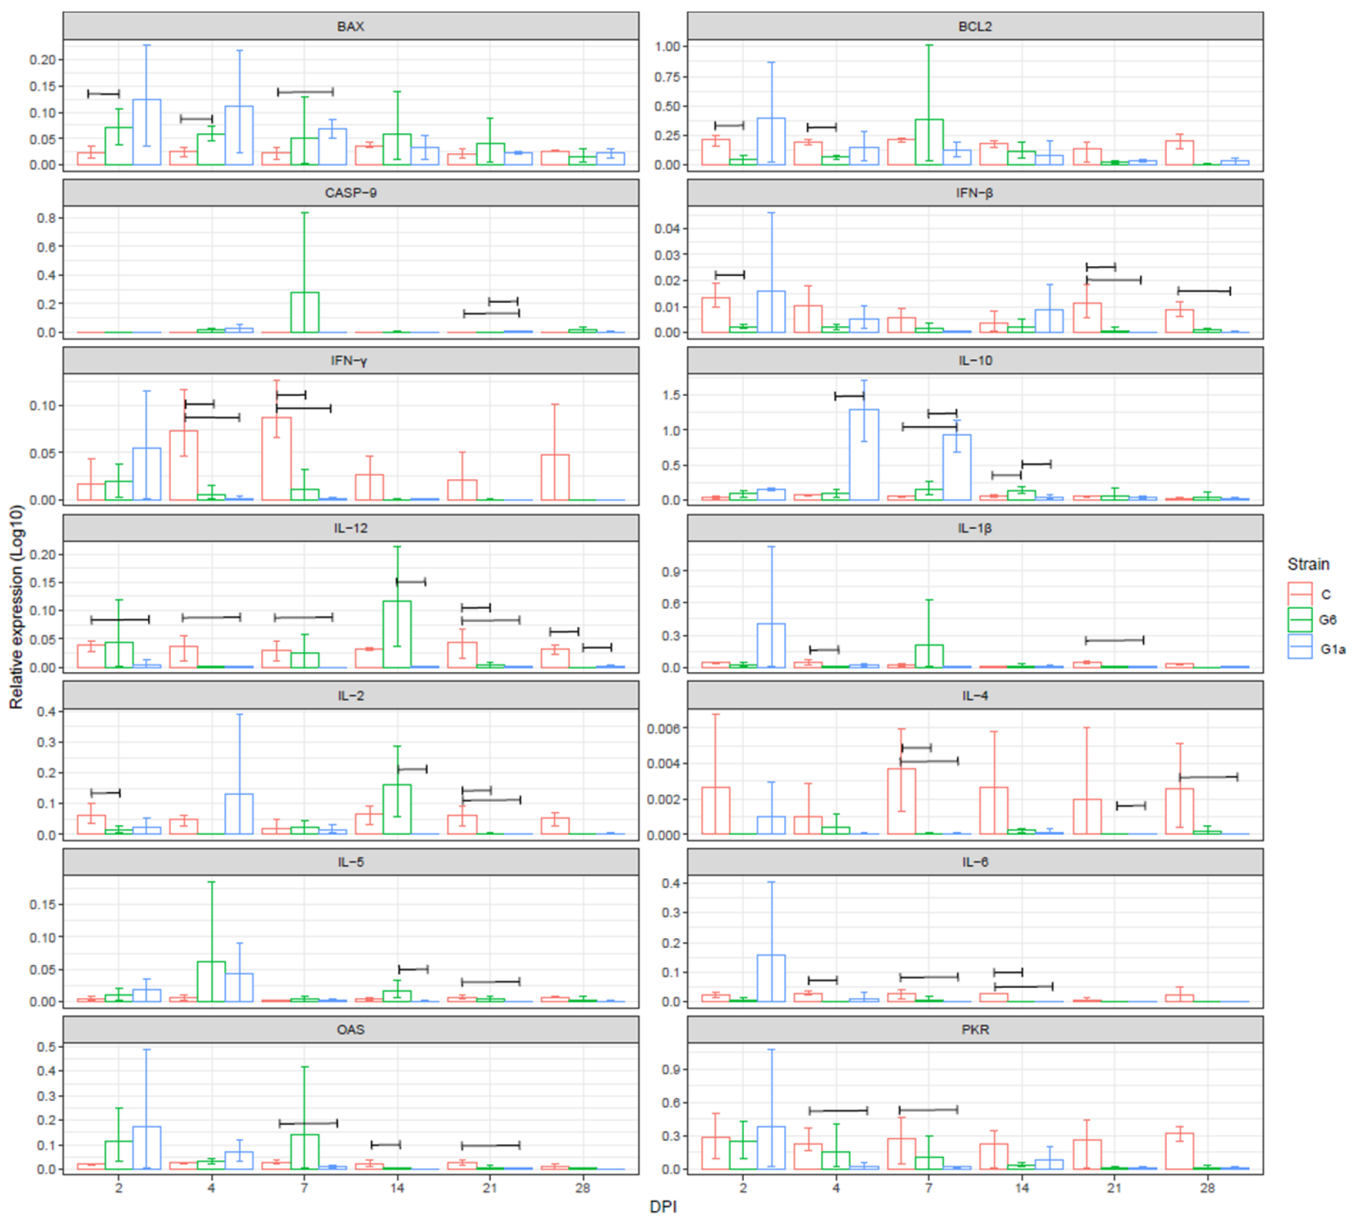 BAX
BCL2
0.20
0.15
0.10
0.05
0.00
1.00
0.75
0.50
0.25
0.00
CASP-9
IFN-β
0.8
0.6
0.4
0.2
0.0
0.04
0.03
0.02
0.01
0.00
IFN-γ
IL-10
0.10
0.05
0.00
1.5
1.0
0.5
0.0
IL-12
IL-1β
0.20
0.15
0.10
0.05
0.00
0.9
0.6
0.3
0.0
IL-2
IL-4
0.4
0.3
0.2
0.1
0.0
0.006
0.004
0.002
0.000
IL-5
IL-6
0.15
0.10
0.05
0.00
0.4
0.3
0.2
0.1
0.0
OAS
PKR
0.5
0.4
0.3
0.2
0.1
0.0
0.9
0.6
0.3
0.0
2 4 7 14 21 28
2 4 7 14 21 28
DPI
Relative expression (Log10)
Strain
C
G6
G1a